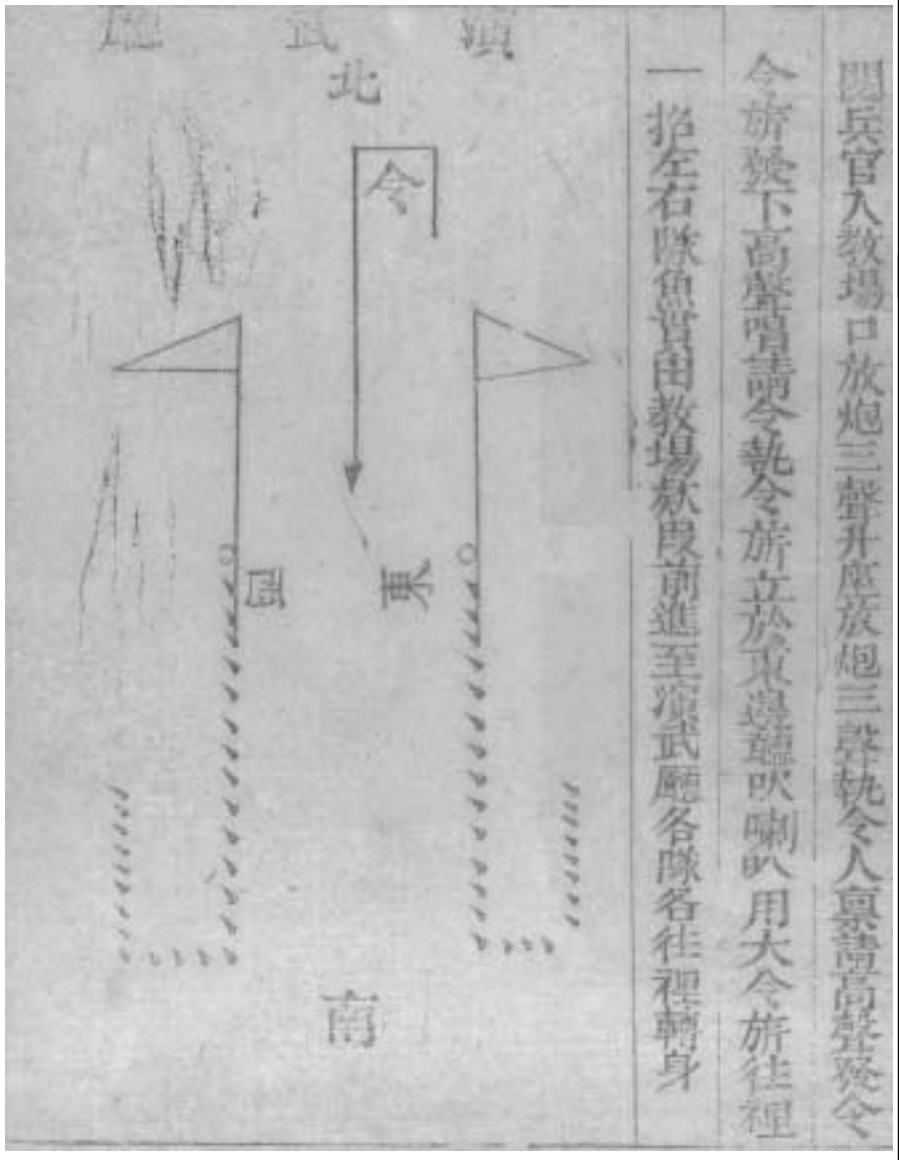 閱兵官入教場口放炮三聲升座放炮三聲執令人禀請高聲發令
令旂發下高聲唱請令執令旂立於東邊聽吹喇叭用大令旂往裡
一招左右隊魚貫由教場狄段前進至演武廳各隊各往裡轉身
演武廳
北
令
東
西
南